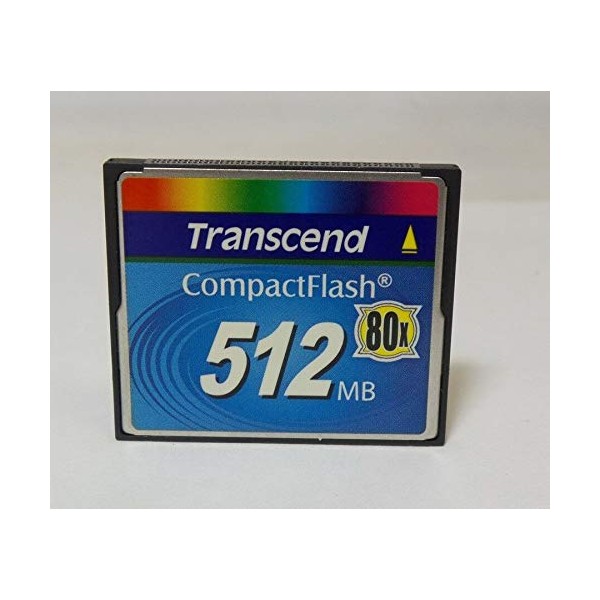 Transcend
CompactFlash®
80x
512 MB